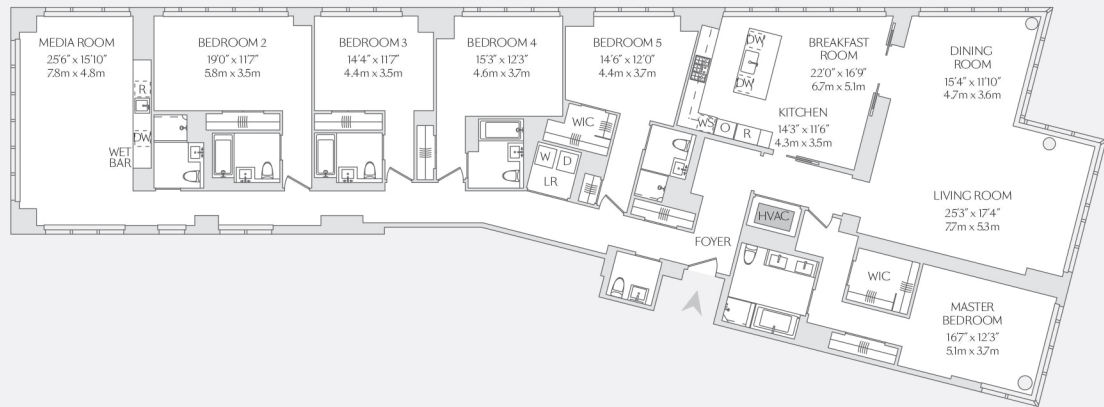 MEDIA ROOM
25'6" x 15'10"
7.8m x 4.8m
R
DW
WET
BAR
BEDROOM 2
19'0" x 11'7"
5.8m x 3.5m
BEDROOM 3
14'4" x 11'7"
4.4m x 3.5m
BEDROOM 4
15'3" x 12'3"
4.6m x 3.7m
BEDROOM 5
14'6" x 12'0"
4.4m x 3.7m
WIC
W
D
LR
DW
DW
BREAKFAST
ROOM
22'0" x 16'9"
6.7m x 5.1m
KITCHEN
14'3" x 11'6"
4.3m x 3.5m
WS
O
R
DINING
ROOM
15'4" x 11'10"
4.7m x 3.6m
LIVING ROOM
25'3" x 17'4"
7.7m x 5.3m
HVAC
FOYER
WIC
MASTER
BEDROOM
16'7" x 12'3"
5.1m x 3.7m